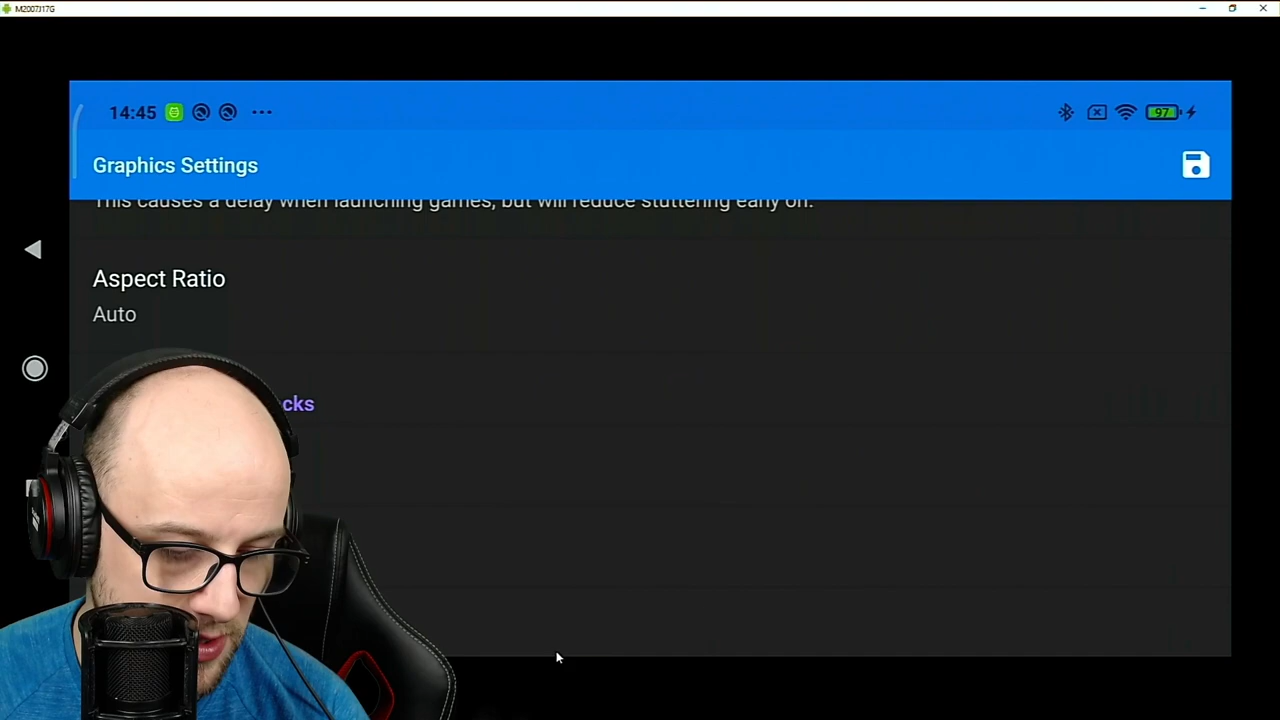 M2007J17G
14:45
97
Graphics Settings
This causes a delay when launching games, but will reduce stuttering early on.
Aspect Ratio
Auto
cks